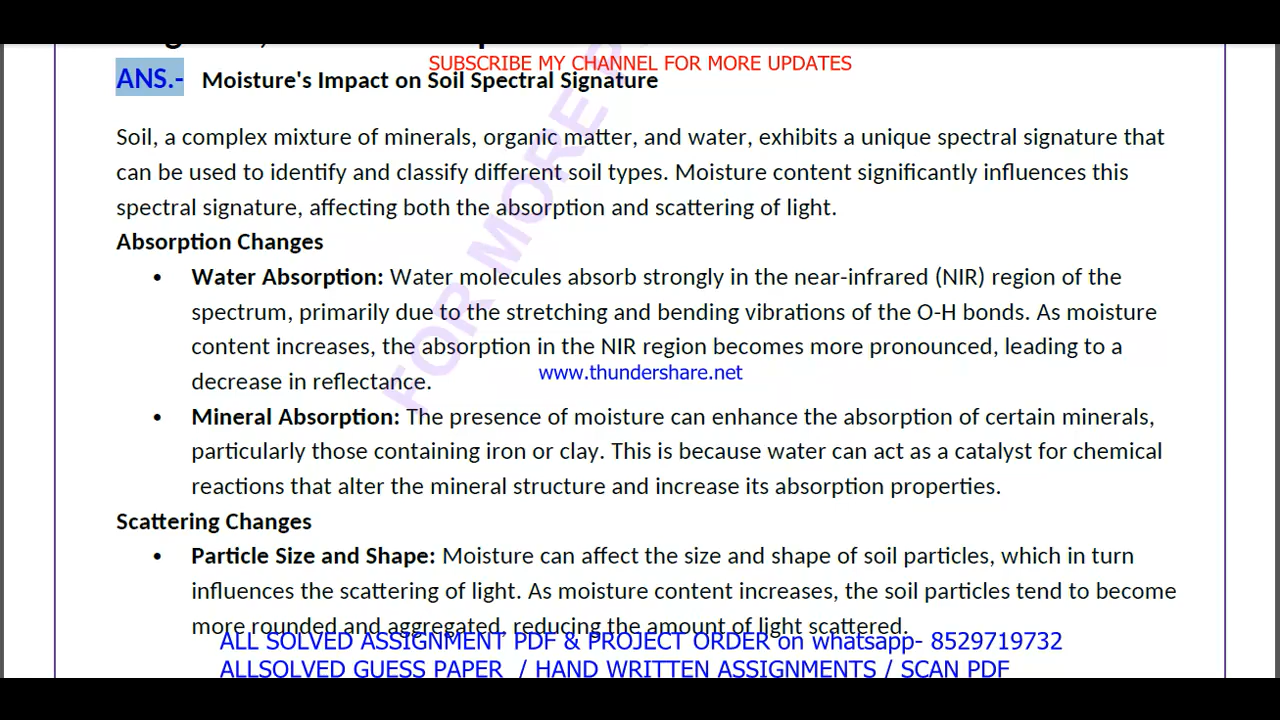 SUBSCRIBE MY CHANNEL FOR MORE UPDATES
ANS.- Moisture's Impact on Soil Spectral Signature
Soil, a complex mixture of minerals, organic matter, and water, exhibits a unique spectral signature that
can be used to identify and classify different soil types. Moisture content significantly influences this
spectral signature, affecting both the absorption and scattering of light.
Absorption Changes
• Water Absorption: Water molecules absorb strongly in the near-infrared (NIR) region of the
spectrum, primarily due to the stretching and bending vibrations of the O-H bonds. As moisture
content increases, the absorption in the NIR region becomes more pronounced, leading to a
decrease in reflectance.
www.thundershare.net
• Mineral Absorption: The presence of moisture can enhance the absorption of certain minerals,
particularly those containing iron or clay. This is because water can act as a catalyst for chemical
reactions that alter the mineral structure and increase its absorption properties.
Scattering Changes
• Particle Size and Shape: Moisture can affect the size and shape of soil particles, which in turn
influences the scattering of light. As moisture content increases, the soil particles tend to become
more rounded and aggregated, reducing the amount of light scattered.
ALL SOLVED ASSIGNMENT PDF & PROJECT ORDER on whatsapp- 8529719732
ALLSOLVED GUESS PAPER / HAND WRITTEN ASSIGNMENTS / SCAN PDF
FOR MORE